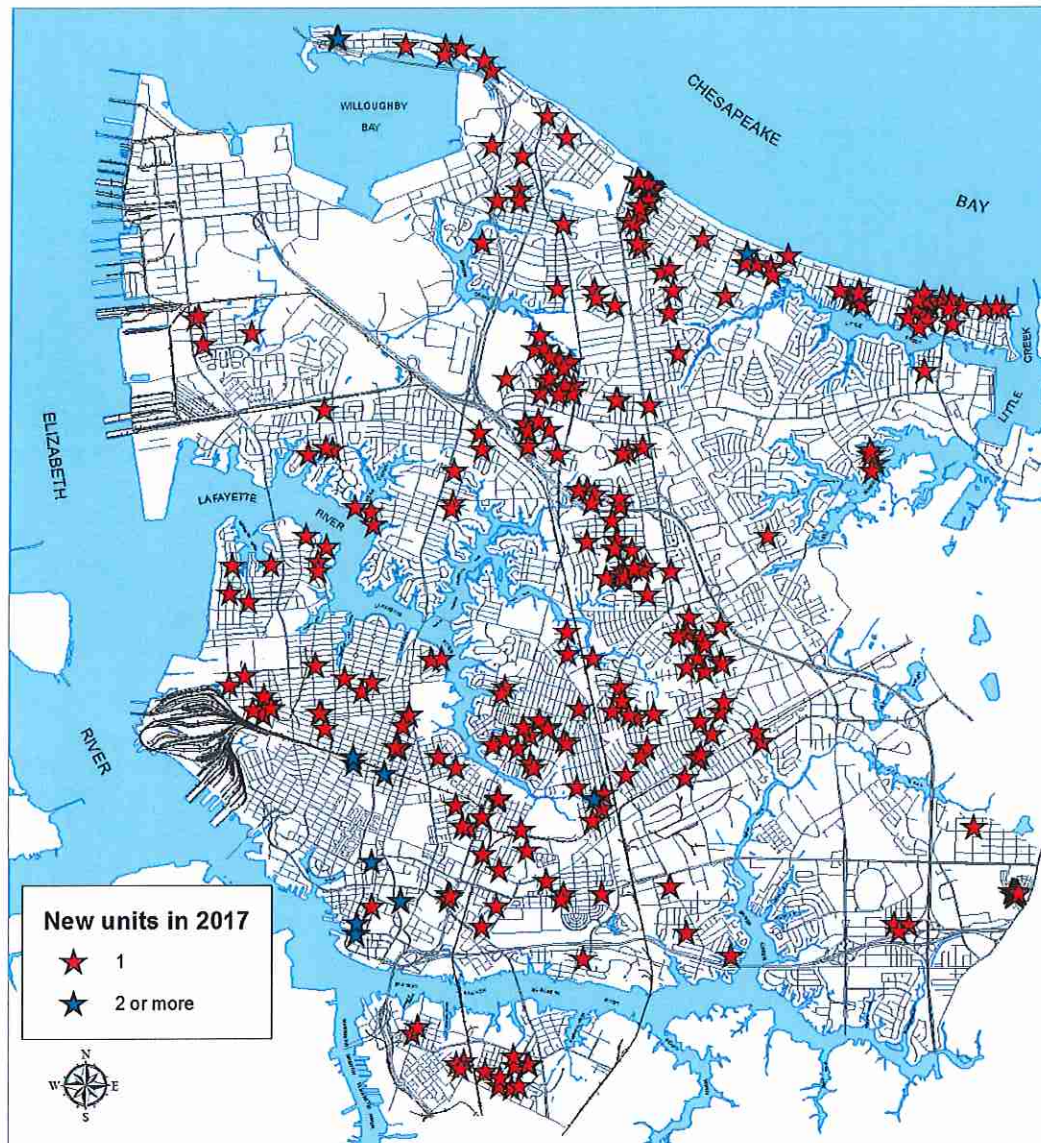 CHESAPEAKE
WILLOUGHBY
BAY
BAY
CREEK
LITTLE
ELIZABETH
LAFAYETTE
RIVER
RIVER
New units in 2017
1
2 or more
N
W
E
S